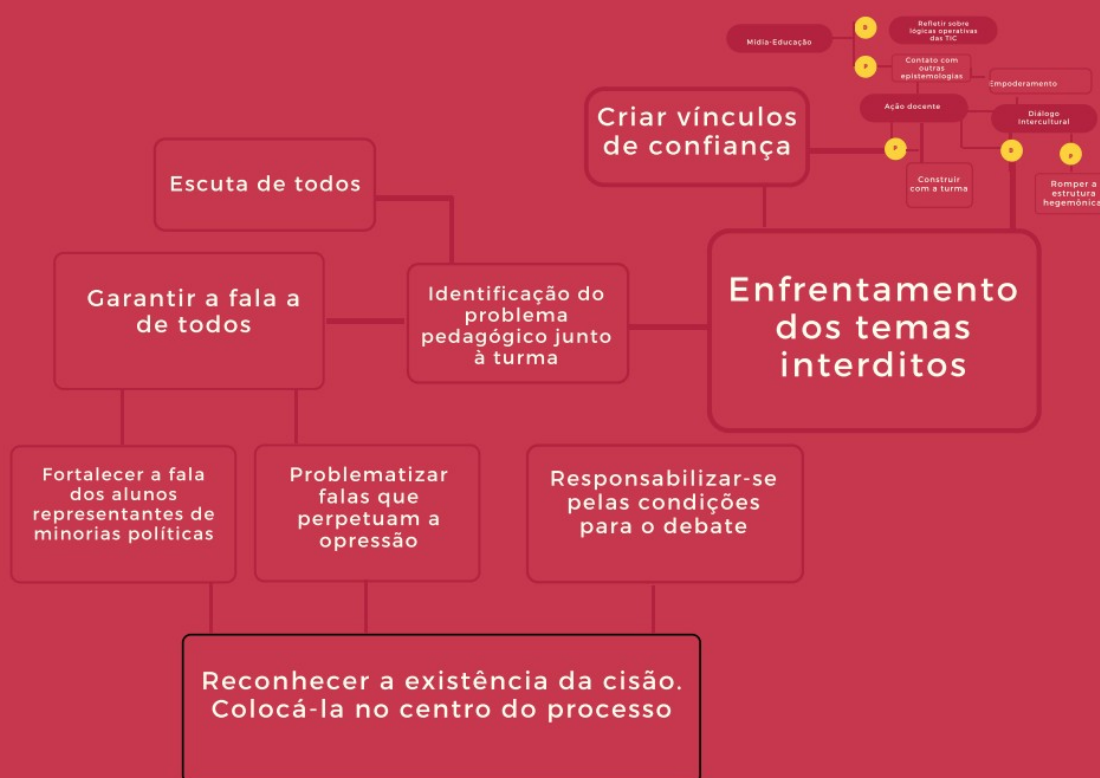 Mídia-Educação
D
Refletir sobre
lógicas operativas
das TIC
P
Contato com
outras
epistemologias
Empoderamento
Ação docente
Diálogo
Intercultural
P
D
P
Construir
com a turma
Romper a
estrutura
hegemônica
Criar vínculos
de confiança
Escuta de todos
Garantir a fala a
de todos
Identificação do
problema
pedagógico junto
à turma
Enfrentamento
dos temas
interditos
Fortalecer a fala
dos alunos
representantes de
minorias políticas
Problematizar
falas que
perpetuam a
opressão
Responsabilizar-se
pelas condições
para o debate
Reconhecer a existência da cisão.
Colocá-la no centro do processo